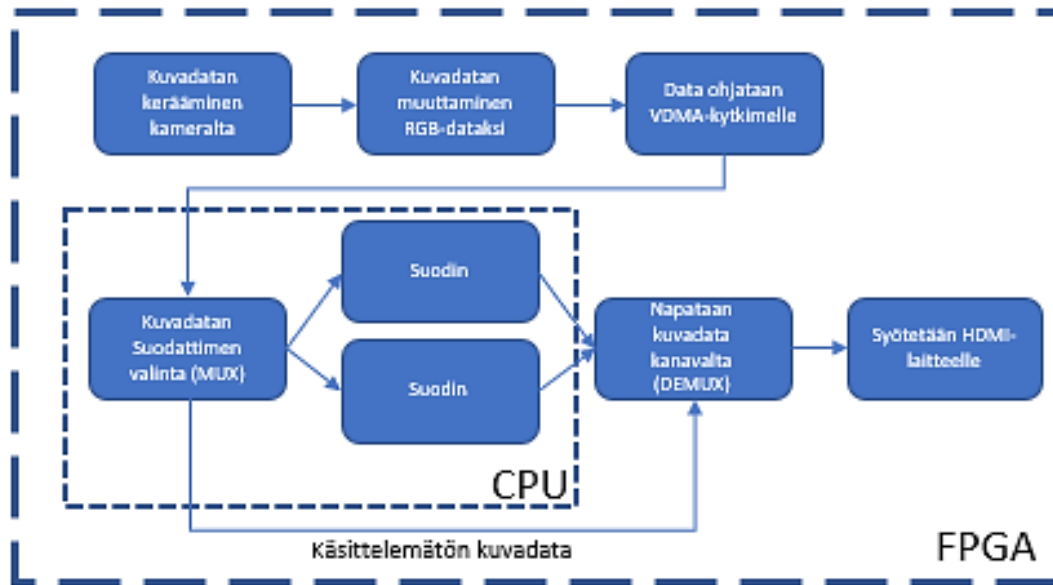 Kuvadatan
kerääminen
kameralta
Kuvadatan
muuttaminen
RGB-dataksi
Data ohjataan
VDMA-kytkimelle
Kuvadatan
Suodattimen
valinta (MUX)
Suodin
Suodin
Napataan
kuvadata
kanavalta
(DEMUX)
Syötetään HDMI-
laitteelle
CPU
Käsittelemätön kuvadata
FPGA